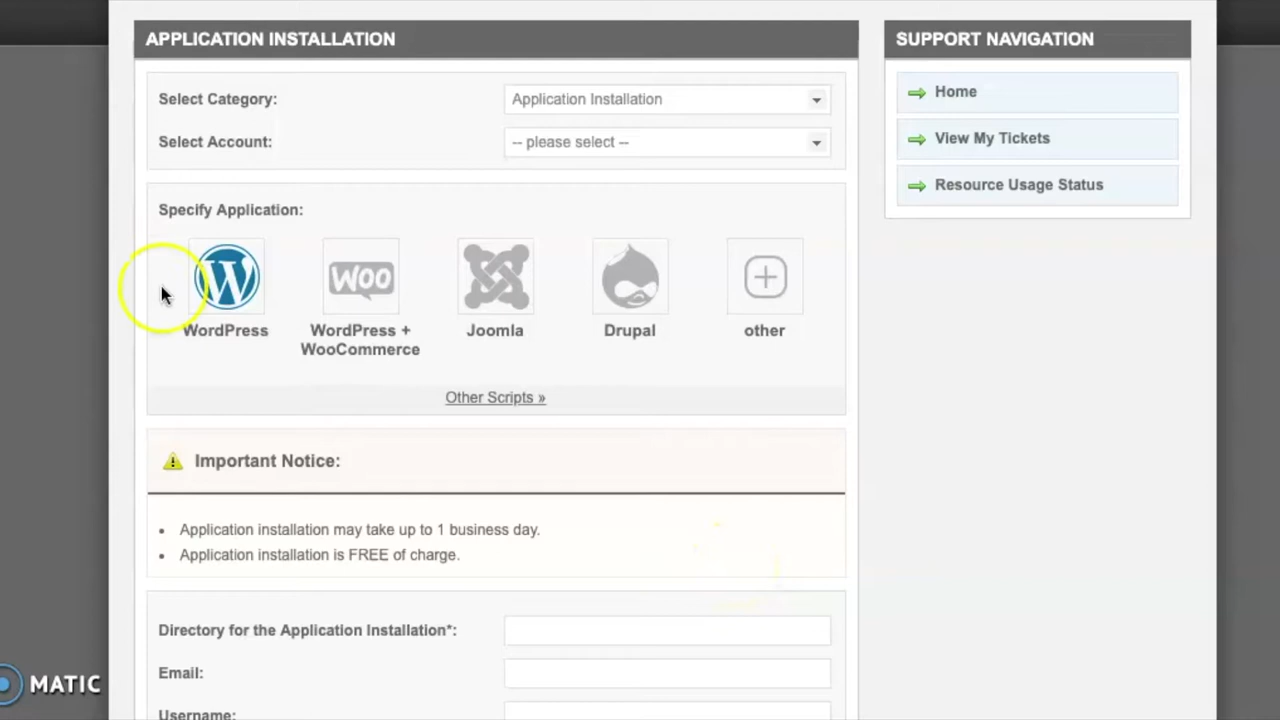 APPLICATION INSTALLATION
SUPPORT NAVIGATION
Select Category:
Application Installation
Select Account:
-- please select --
Home
View My Tickets
Resource Usage Status
Specify Application:
W
WOO
WordPress
WordPress +
WooCommerce
Joomla
Drupal
other
Other Scripts »
Important Notice:
Application installation may take up to 1 business day.
Application installation is FREE of charge.
Directory for the Application Installation*:
Email:
Username:
MATIC